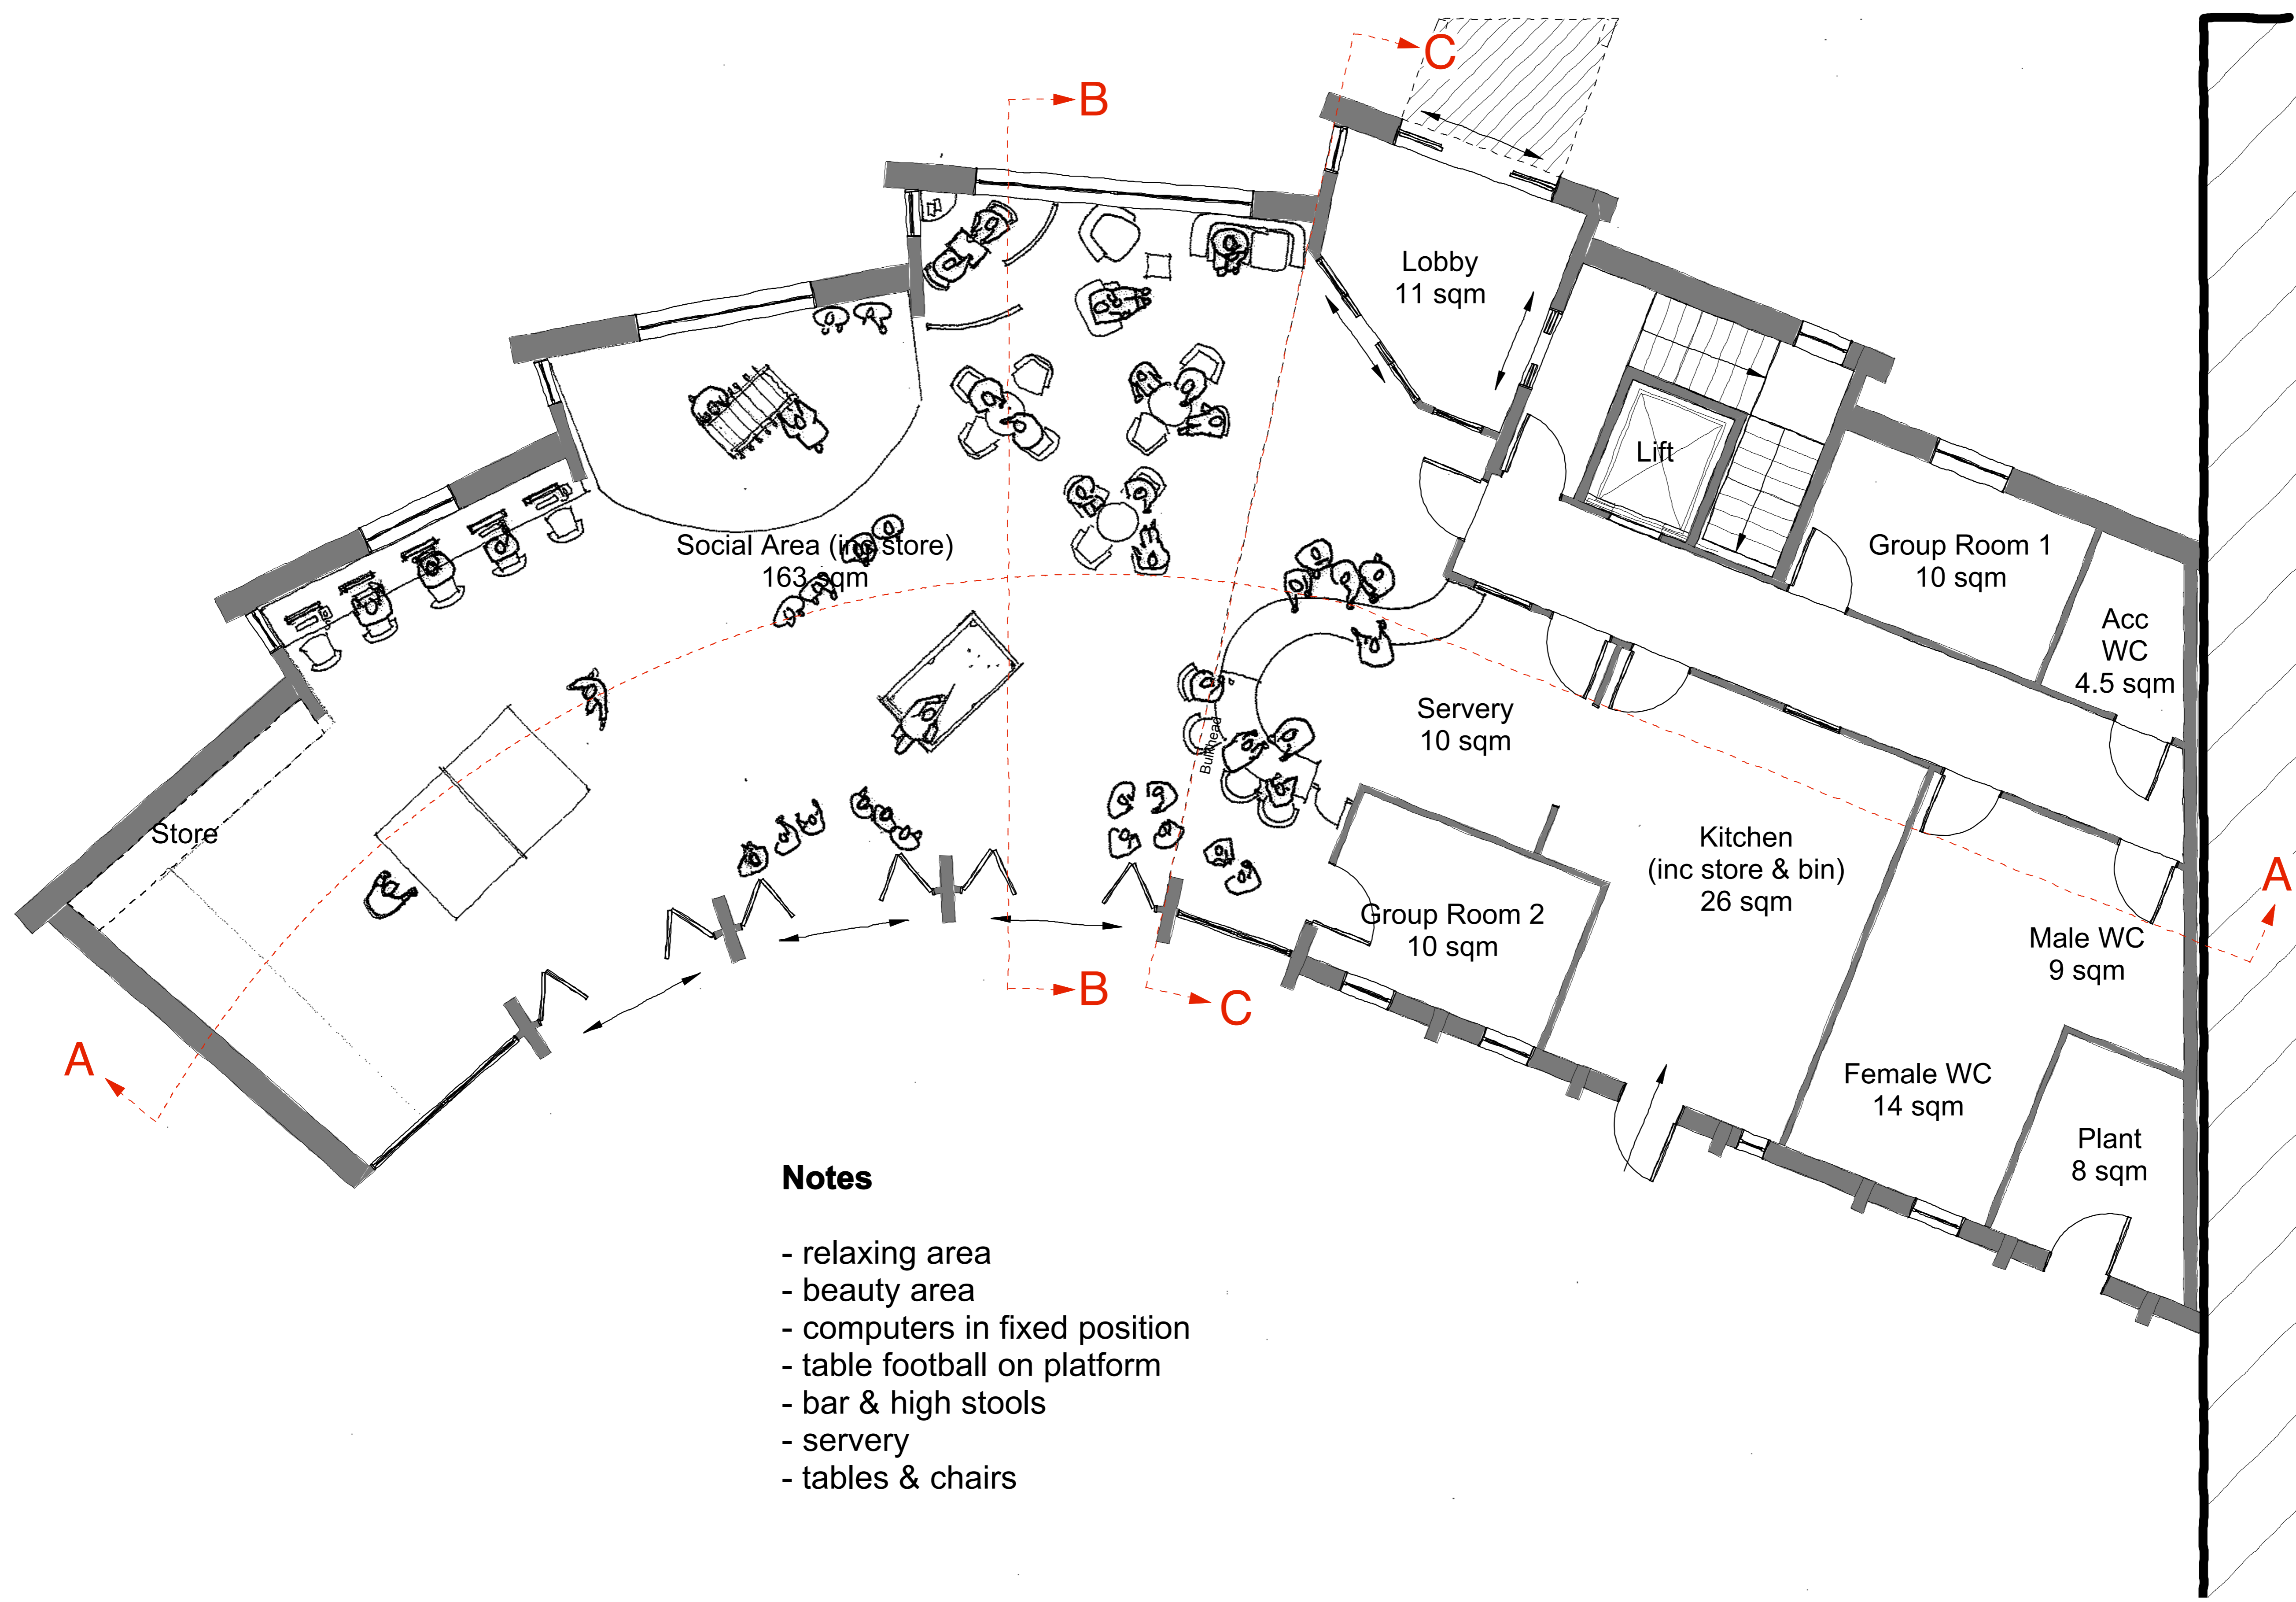 C
B
Lobby
11 sqm
Lift
Social Area (inc store)
163 sqm
Group Room 1
10 sqm
Acc
WC
4.5 sqm
Servery
10 sqm
Bulkhead
Store
Kitchen
(inc store & bin)
26 sqm
A
Group Room 2
10 sqm
Male WC
9 sqm
B
C
A
Female WC
14 sqm
Plant
8 sqm
Notes
- relaxing area
- beauty area
- computers in fixed position
- table football on platform
- bar & high stools
- servery
- tables & chairs